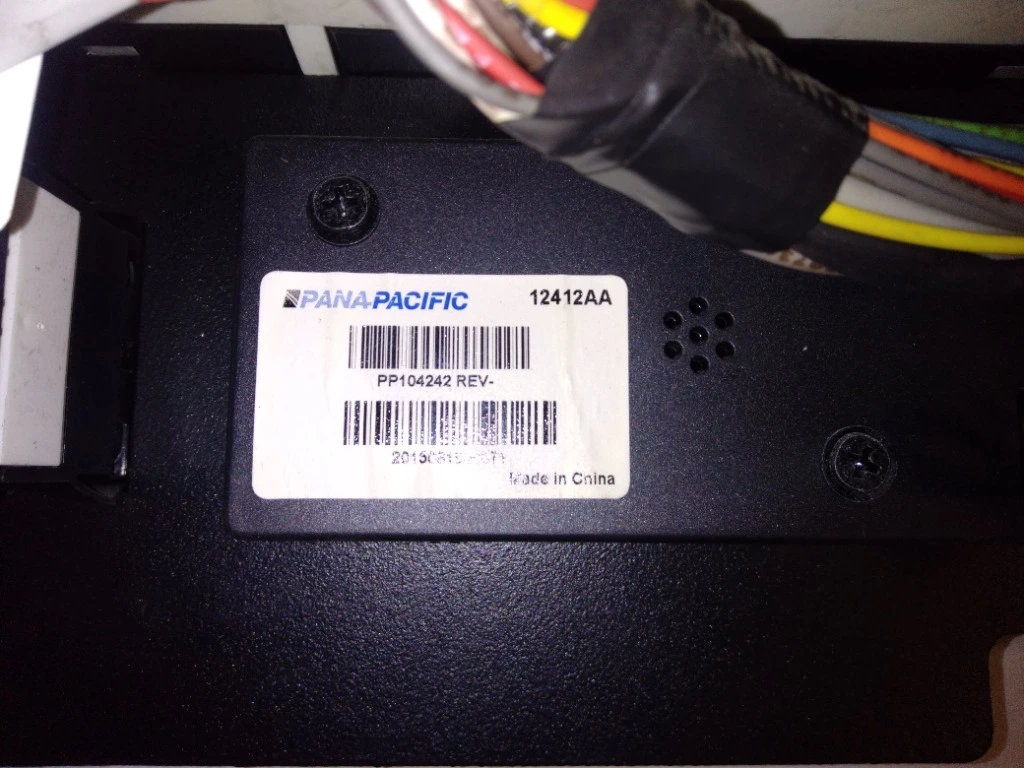 PANA-PACIFIC 12412AA
PP104242 REV-
Made in China